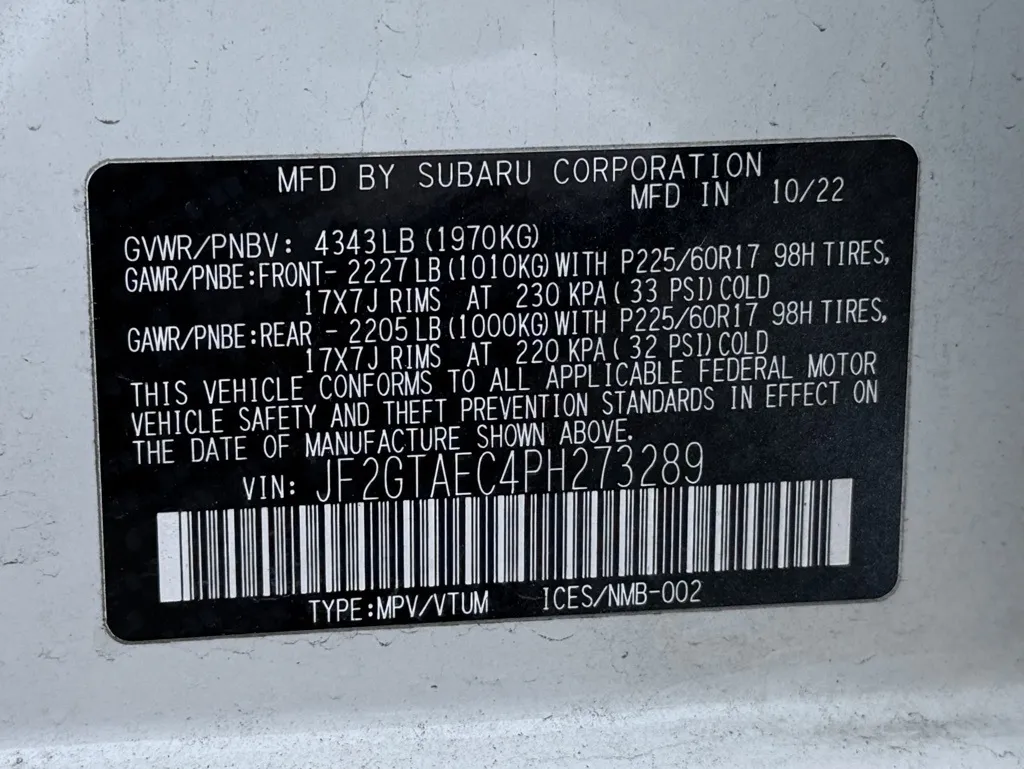 MFD BY SUBARU CORPORATION
MFD IN 10/22
GVWR/PNBV: 4343LB(1970KG)
GAWR/PNBE:FRONT- 2227LB(1010KG)WITH P225/60R17 98H TIRES,
17X7J RIMS AT 230 KPA( 33 PSI)COLD
GAWR/PNBE:REAR - 2205LB(1000KG)WITH P225/60R17 98H TIRES,
17X7J RIMS AT 220 KPA( 32 PSI)COLD
THIS VEHICLE CONFORMS TO ALL APPLICABLE FEDERAL MOTOR
VEHICLE SAFETY AND THEFT PREVENTION STANDARDS IN EFFECT ON
THE DATE OF MANUFACTURE SHOWN ABOVE.
VIN: JF2GTAEC4PH273289
TYPE:MPV/VTUM ICES/NMB-002